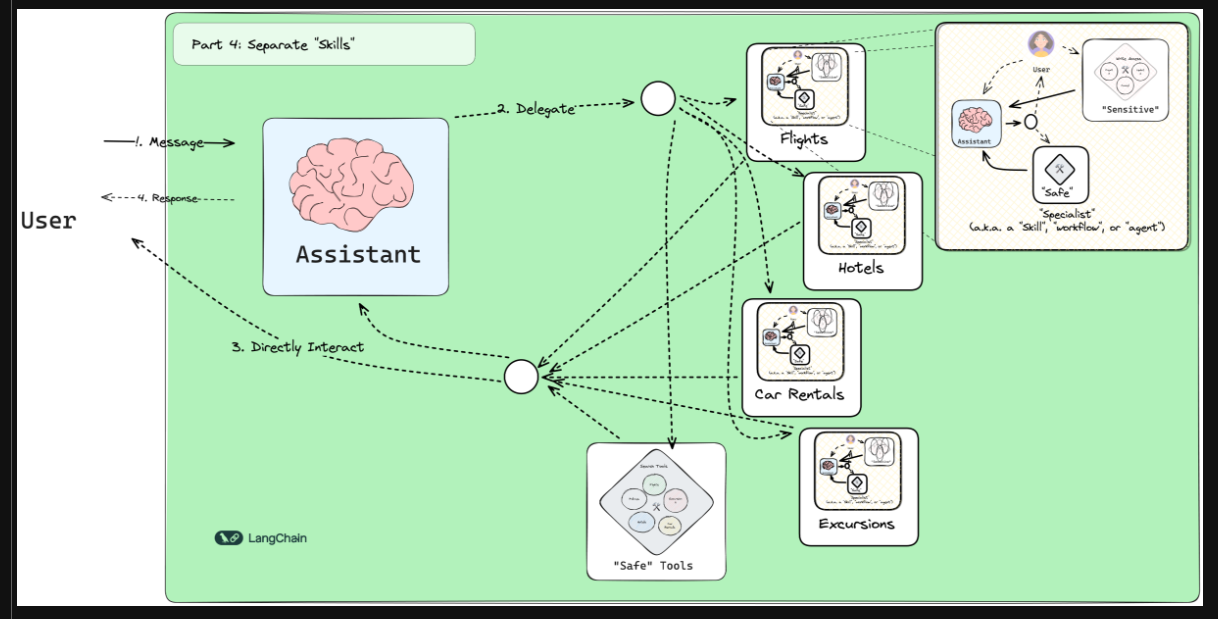 Part 4: Separate "Skills"
1. Message
2. Delegate
4. Response
User
Assistant
3. Directly Interact
Flights
Hotels
Car Rentals
Excursions
"Safe" Tools
LangChain
User
"Sensitive"
Assistant
"Safe"
"Specialist"
(a.k.a. a "Skill", "workflow", or "agent")